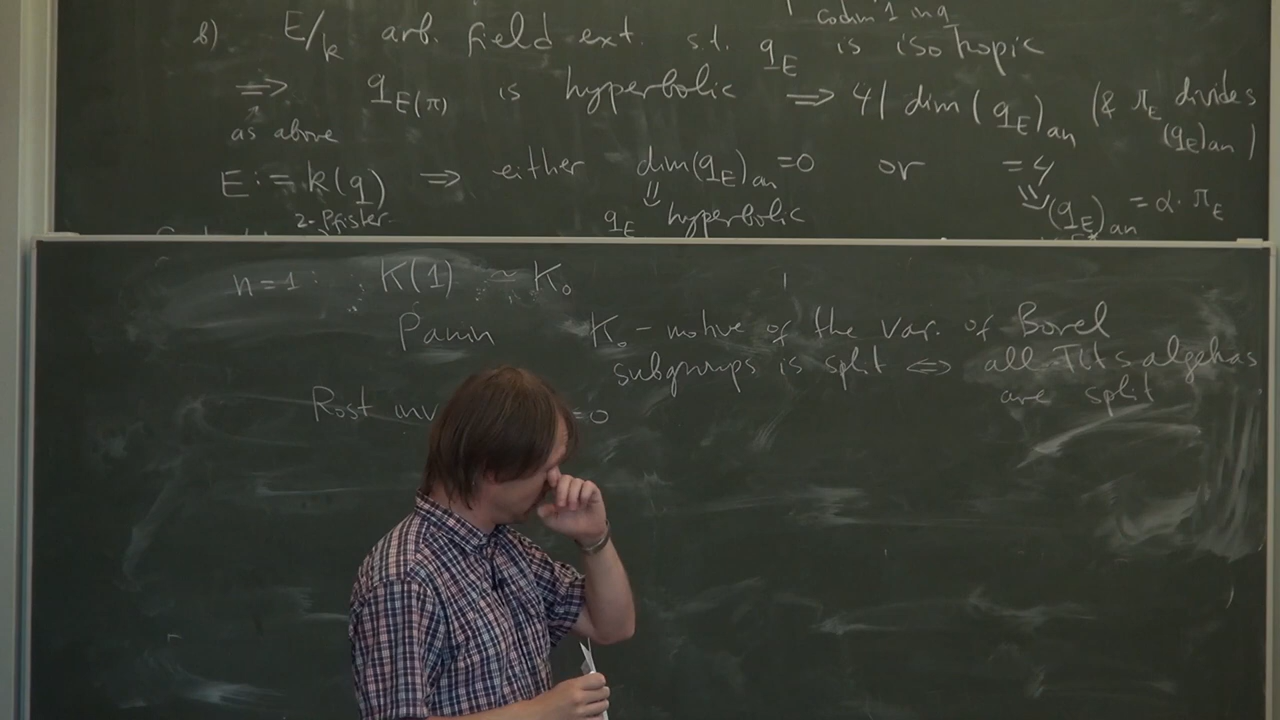 codim 1 in q
b) E/k arb. field ext. s.t. q_E is isotropic
⟹ q_{E(π)} is hyperbolic ⟹ 4 | dim (q_E)_an (& π_E divides (q_E)_an)
as above
E := k(q) ⟹ either dim(q_E)_an = 0 or = 4
⇓ q_E hyperbolic ⇓ (q_E)_an = α · π_E
2-Pfister
n=1: K(1) ~ K_0
Panin K_0 - motive of the var. of Borel
subgroups is split ⟺ all Tits algebas
are split
Rost inv =0